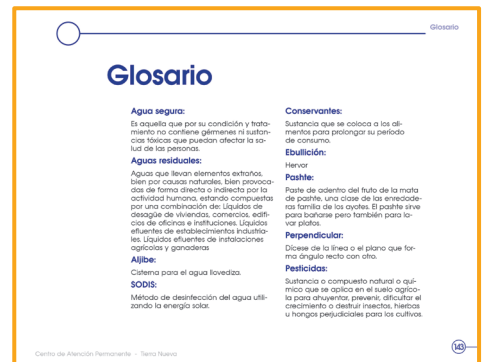 Glosario
Glosario
Agua segura:
Es aquella que por su condición y trata-
miento no contiene gérmenes ni sustan-
cias tóxicas que puedan afectar la sa-
lud de las personas.
Aguas residuales:
Aguas que llevan elementos extraños,
bien por causas naturales, bien provoca-
das de forma directa o indirecta por la
actividad humana, estando compuestas
por una combinación de: Líquidos de
desagüe de viviendas, comercios, edifi-
cios de oficinas e instituciones. Líquidos
efluentes de establecimientos industria-
les. Líquidos efluentes de instalaciones
agrícolas y ganaderas
Aljibe:
Cisterna para el agua llovediza.
SODIS:
Método de desinfección del agua utili-
zando la energía solar.
Conservantes:
Sustancia que se coloca a los ali-
mentos para prolongar su período
de consumo.
Ebullición:
Hervor
Pashte:
Paste de adentro del fruto de la mata
de pashte, una clase de las enredade-
ras familia de los ayotes. El pashte sirve
para bañarse pero también para la-
var platos.
Perpendicular:
Dícese de la línea o el plano que for-
ma ángulo recto con otro.
Pesticidas:
Sustancia o compuesto natural o quí-
mico que se aplica en el suelo agríco-
la para ahuyentar, prevenir, dificultar el
crecimiento o destruir insectos, hierbas
u hongos perjudiciales para los cultivos.
Centro de Atención Permanente - Tierra Nueva
143